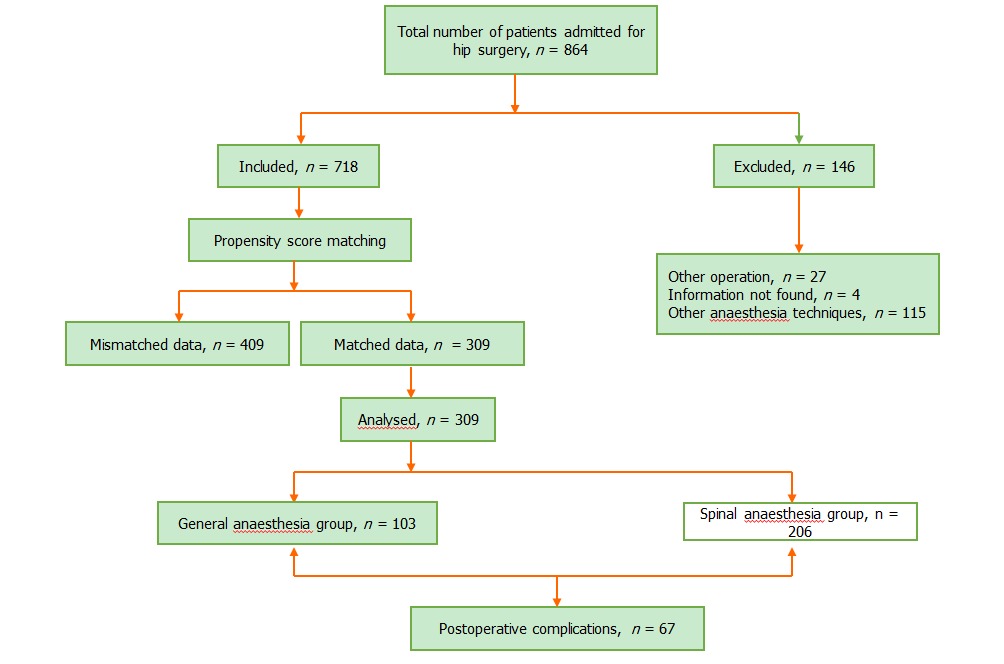 Total number of patients admitted for
hip surgery, n = 864
Included, n = 718
Excluded, n = 146
Propensity score matching
Other operation, n = 27
Information not found, n = 4
Other anaesthesia techniques, n = 115
Mismatched data, n = 409
Matched data, n = 309
Analysed, n = 309
General anaesthesia group, n = 103
Spinal anaesthesia group, n =
206
Postoperative complications, n = 67